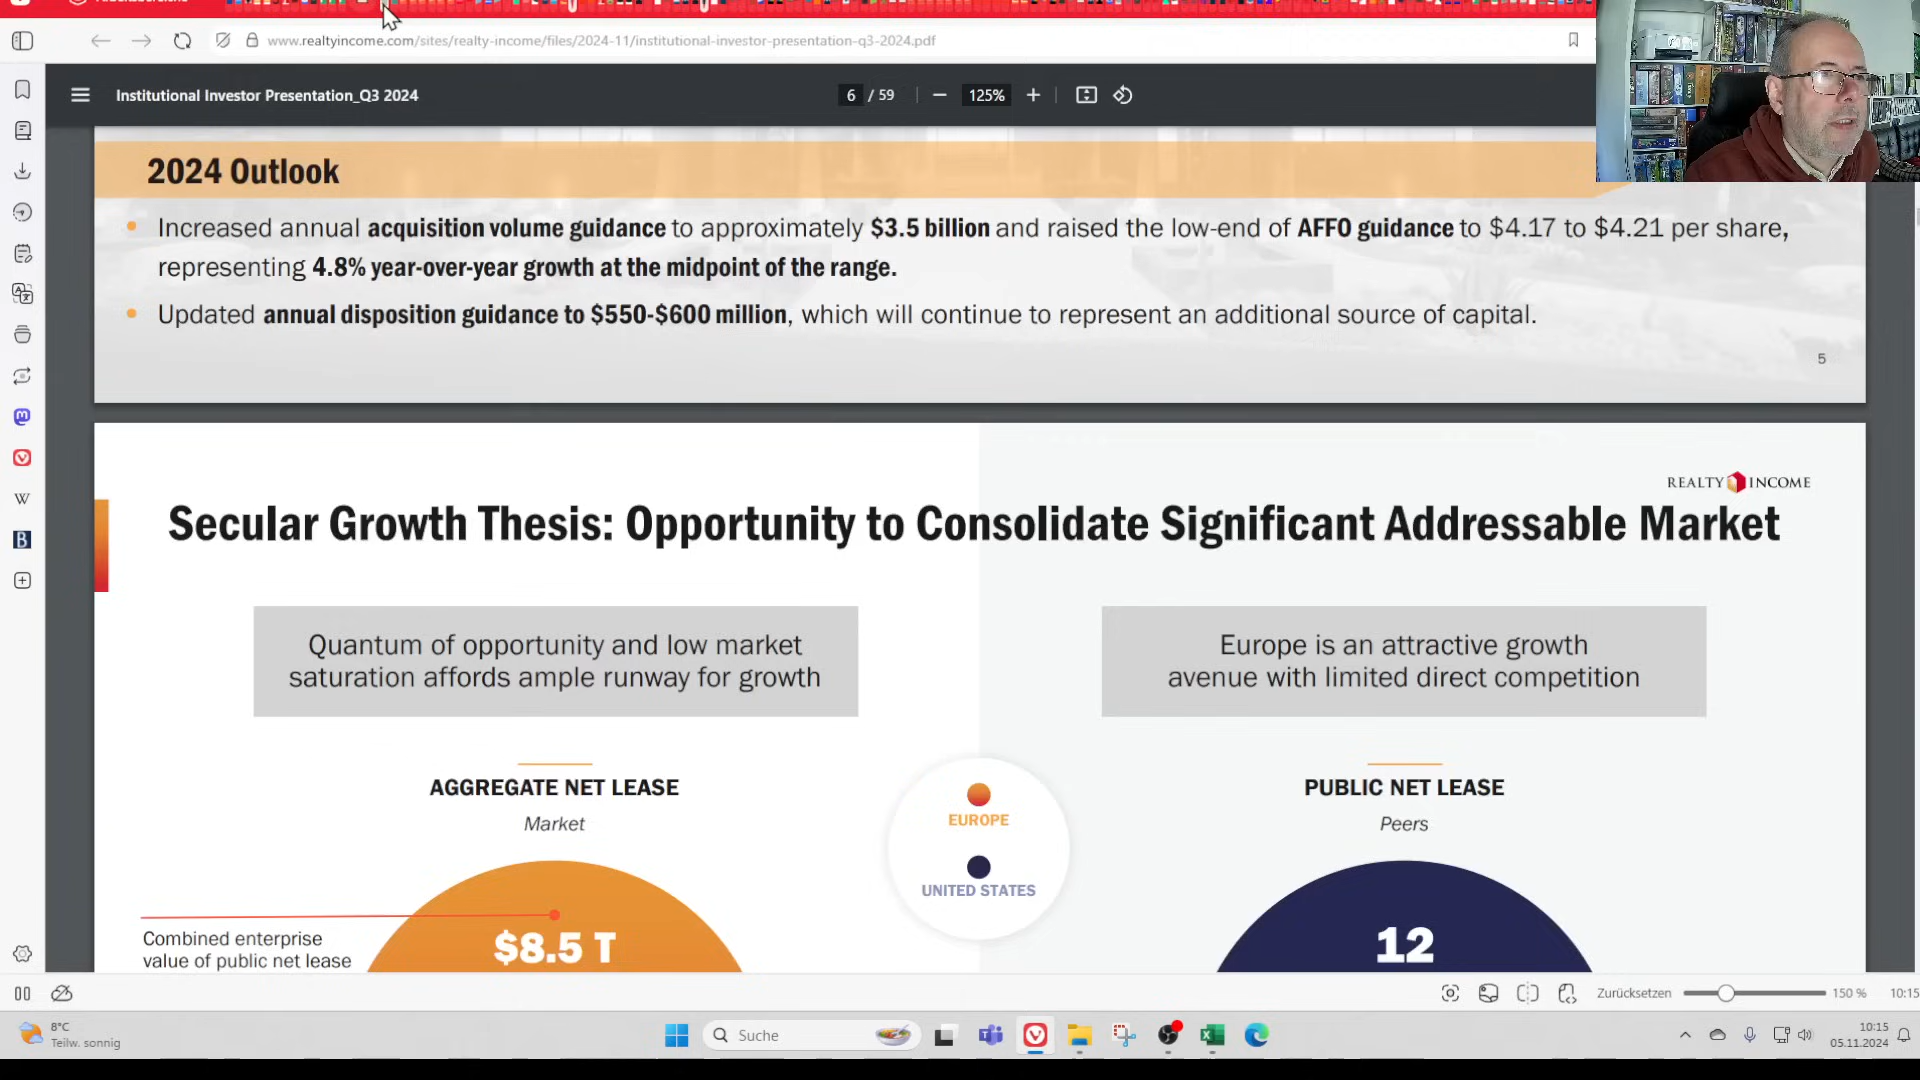 www.realtyincome.com/sites/realty-income/files/2024-11/institutional-investor-presentation-q3-2024.pdf
Institutional Investor Presentation_Q3 2024
6 / 59
125%
2024 Outlook
• Increased annual acquisition volume guidance to approximately $3.5 billion and raised the low-end of AFFO guidance to $4.17 to $4.21 per share,
representing 4.8% year-over-year growth at the midpoint of the range.
• Updated annual disposition guidance to $550-$600 million, which will continue to represent an additional source of capital.
5
REALTY INCOME
Secular Growth Thesis: Opportunity to Consolidate Significant Addressable Market
Quantum of opportunity and low market
saturation affords ample runway for growth
Europe is an attractive growth
avenue with limited direct competition
AGGREGATE NET LEASE
Market
EUROPE
UNITED STATES
PUBLIC NET LEASE
Peers
$8.5 T
12
Combined enterprise
value of public net lease
Zurücksetzen
150 %
10:15
8°C
Teilw. sonnig
Suche
10:15
05.11.2024